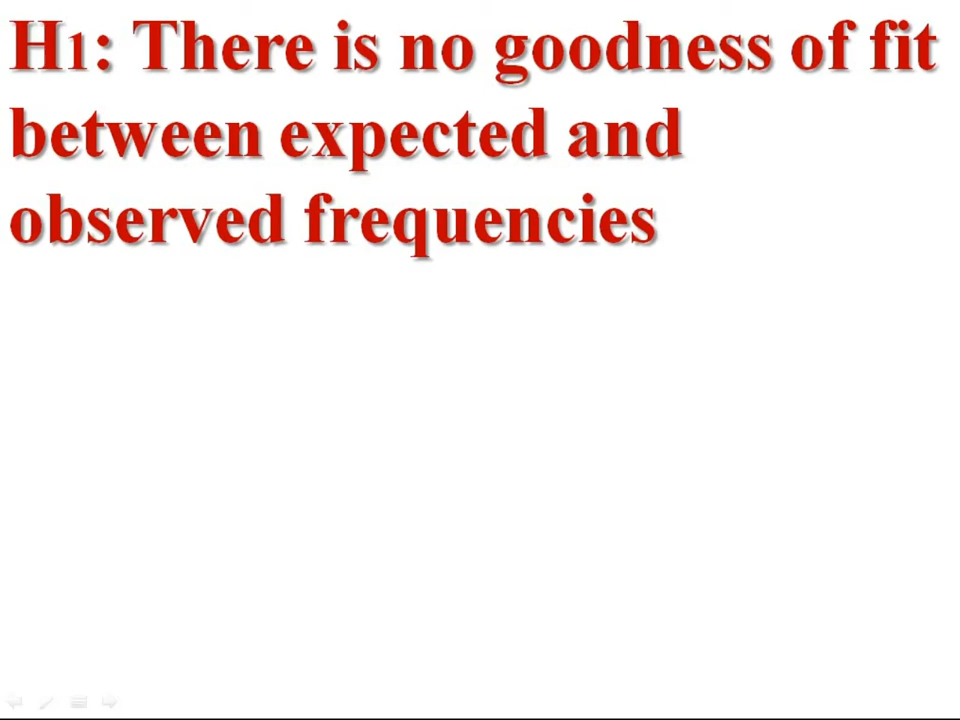 H1: There is no goodness of fit
between expected and
observed frequencies